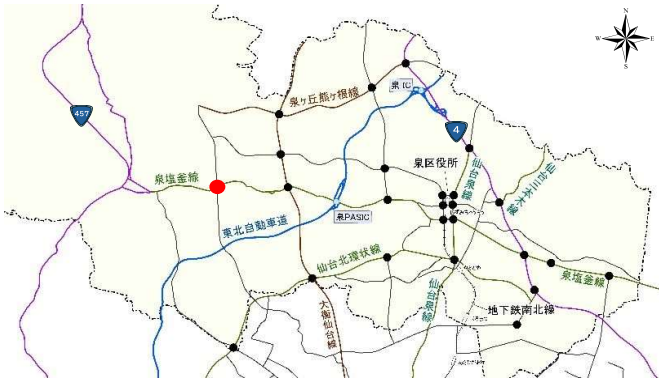 N
W
E
S
泉 IC
泉ヶ丘熊ヶ根線
457
4
泉区役所
仙台泉線
仙台三本木線
泉塩釜線
泉PASIC
東北自動車道
仙台北環状線
泉塩釜線
大衡仙台線
仙台泉線
地下鉄南北線